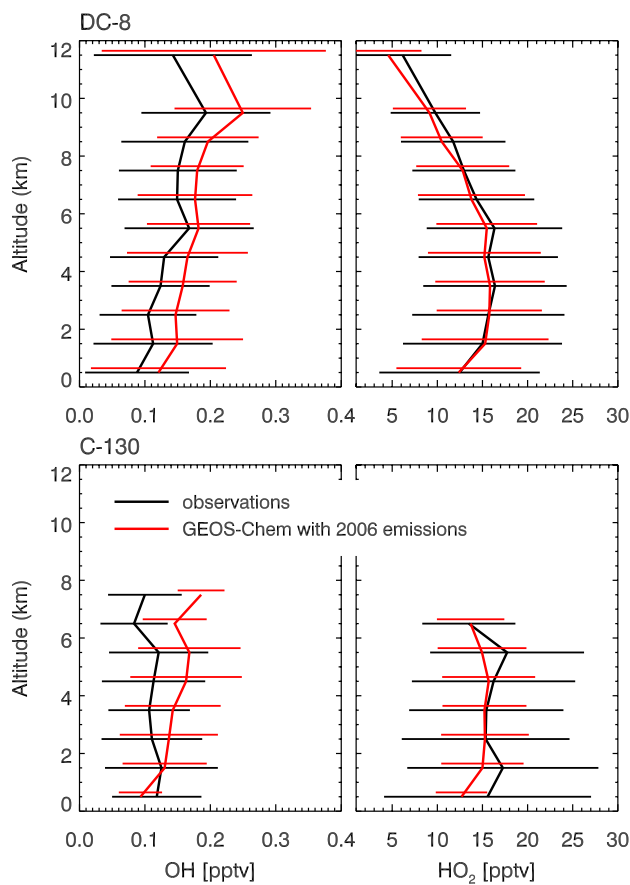 DC-8
12
10
8
6
4
2
0
Altitude (km)
0.0 0.1 0.2 0.3 0.4
5 10 15 20 25 30
C-130
12
10
8
6
4
2
0
Altitude (km)
observations
GEOS-Chem with 2006 emissions
0.0 0.1 0.2 0.3 0.4
OH [pptv]
5 10 15 20 25 30
HO₂ [pptv]